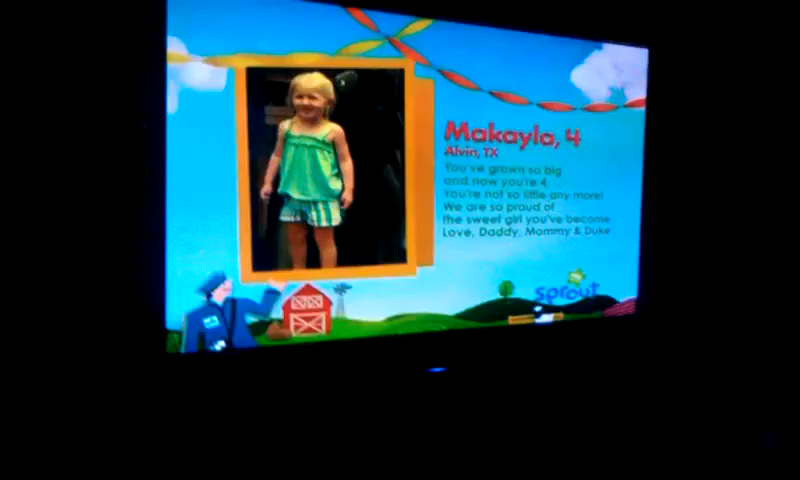 Makayla, 4
Alvin, TX
You've grown so big
and now you're 4
You're not so little any more!
We are so proud of
the sweet girl you've become
Love, Daddy, Mommy & Duke
sprout